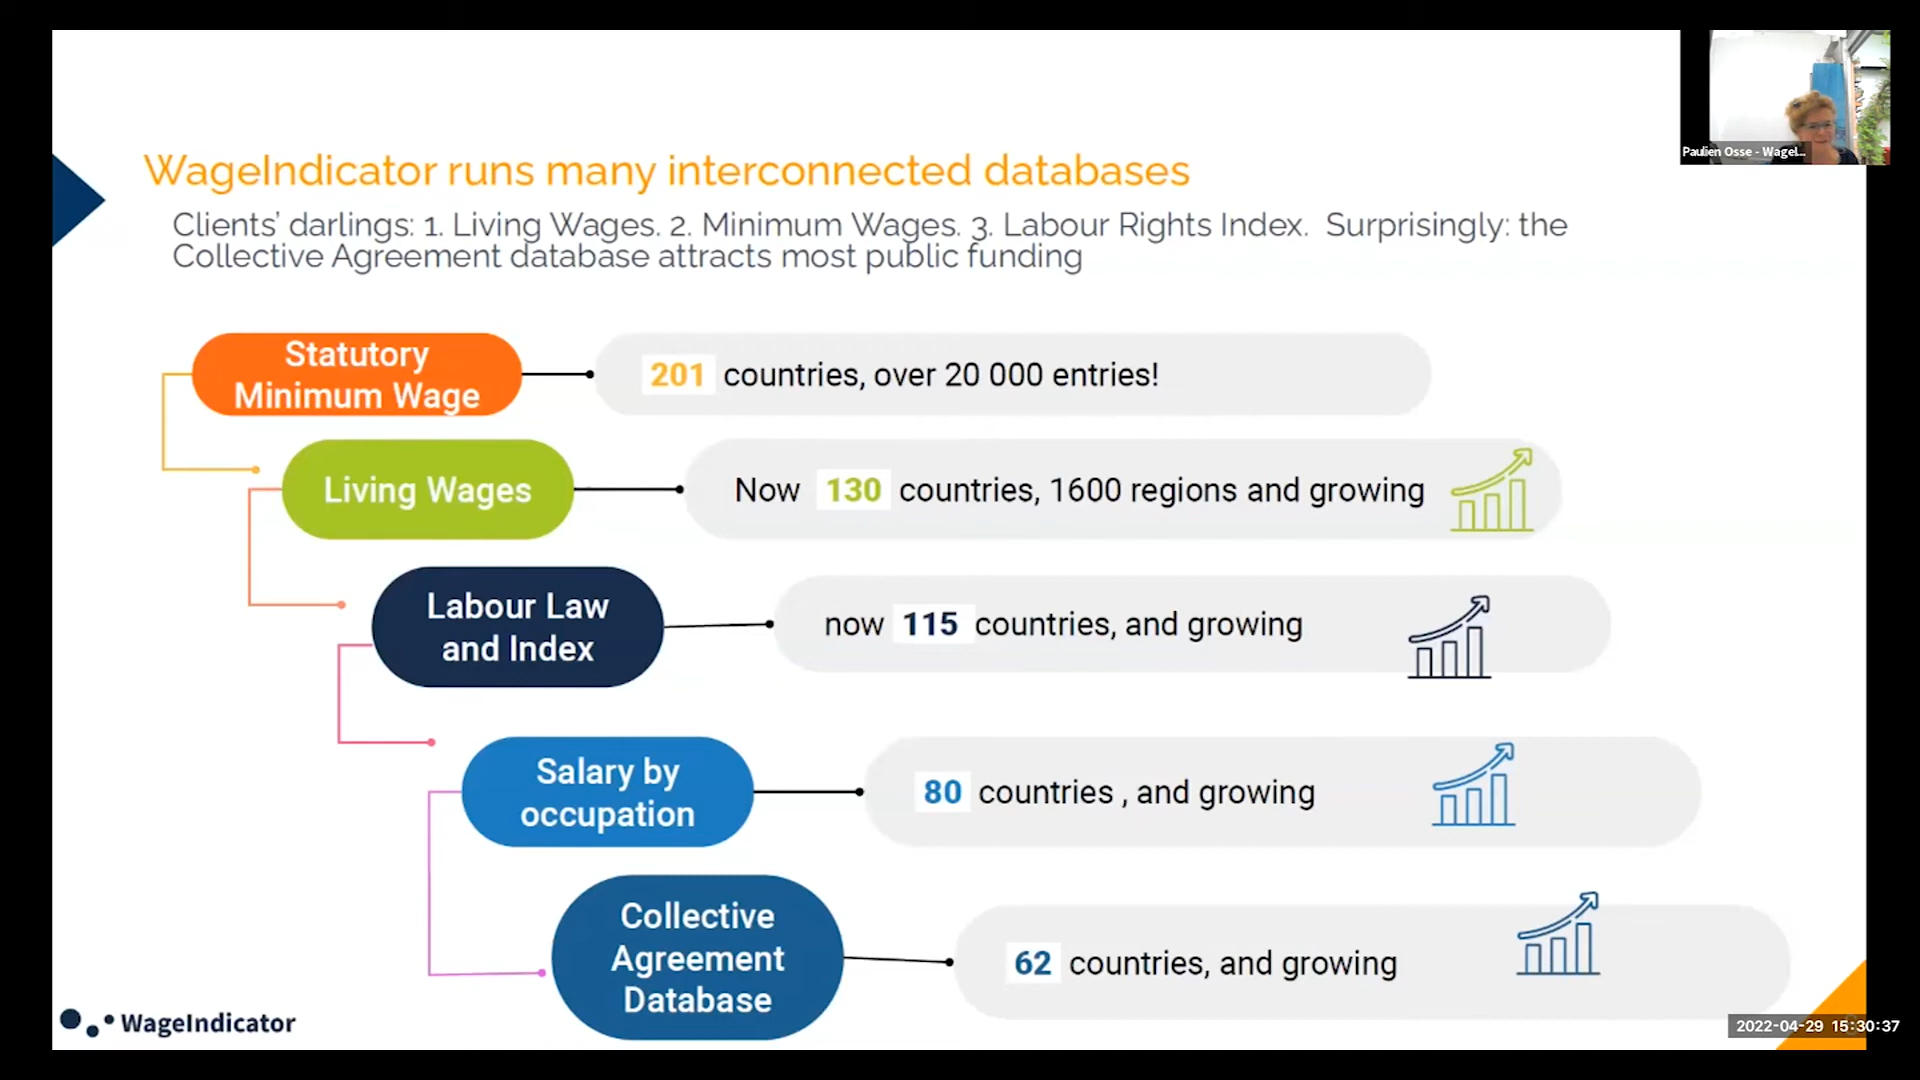 Paulien Osse - Wagel...
WageIndicator runs many interconnected databases
Clients’ darlings: 1. Living Wages. 2. Minimum Wages. 3. Labour Rights Index.  Surprisingly: the
Collective Agreement database attracts most public funding
Statutory
Minimum Wage
201 countries, over 20 000 entries!
Living Wages
Now 130 countries, 1600 regions and growing
Labour Law
and Index
now 115 countries, and growing
Salary by
occupation
80 countries , and growing
Collective
Agreement
Database
62 countries, and growing
WageIndicator
2022-04-29 15:30:37